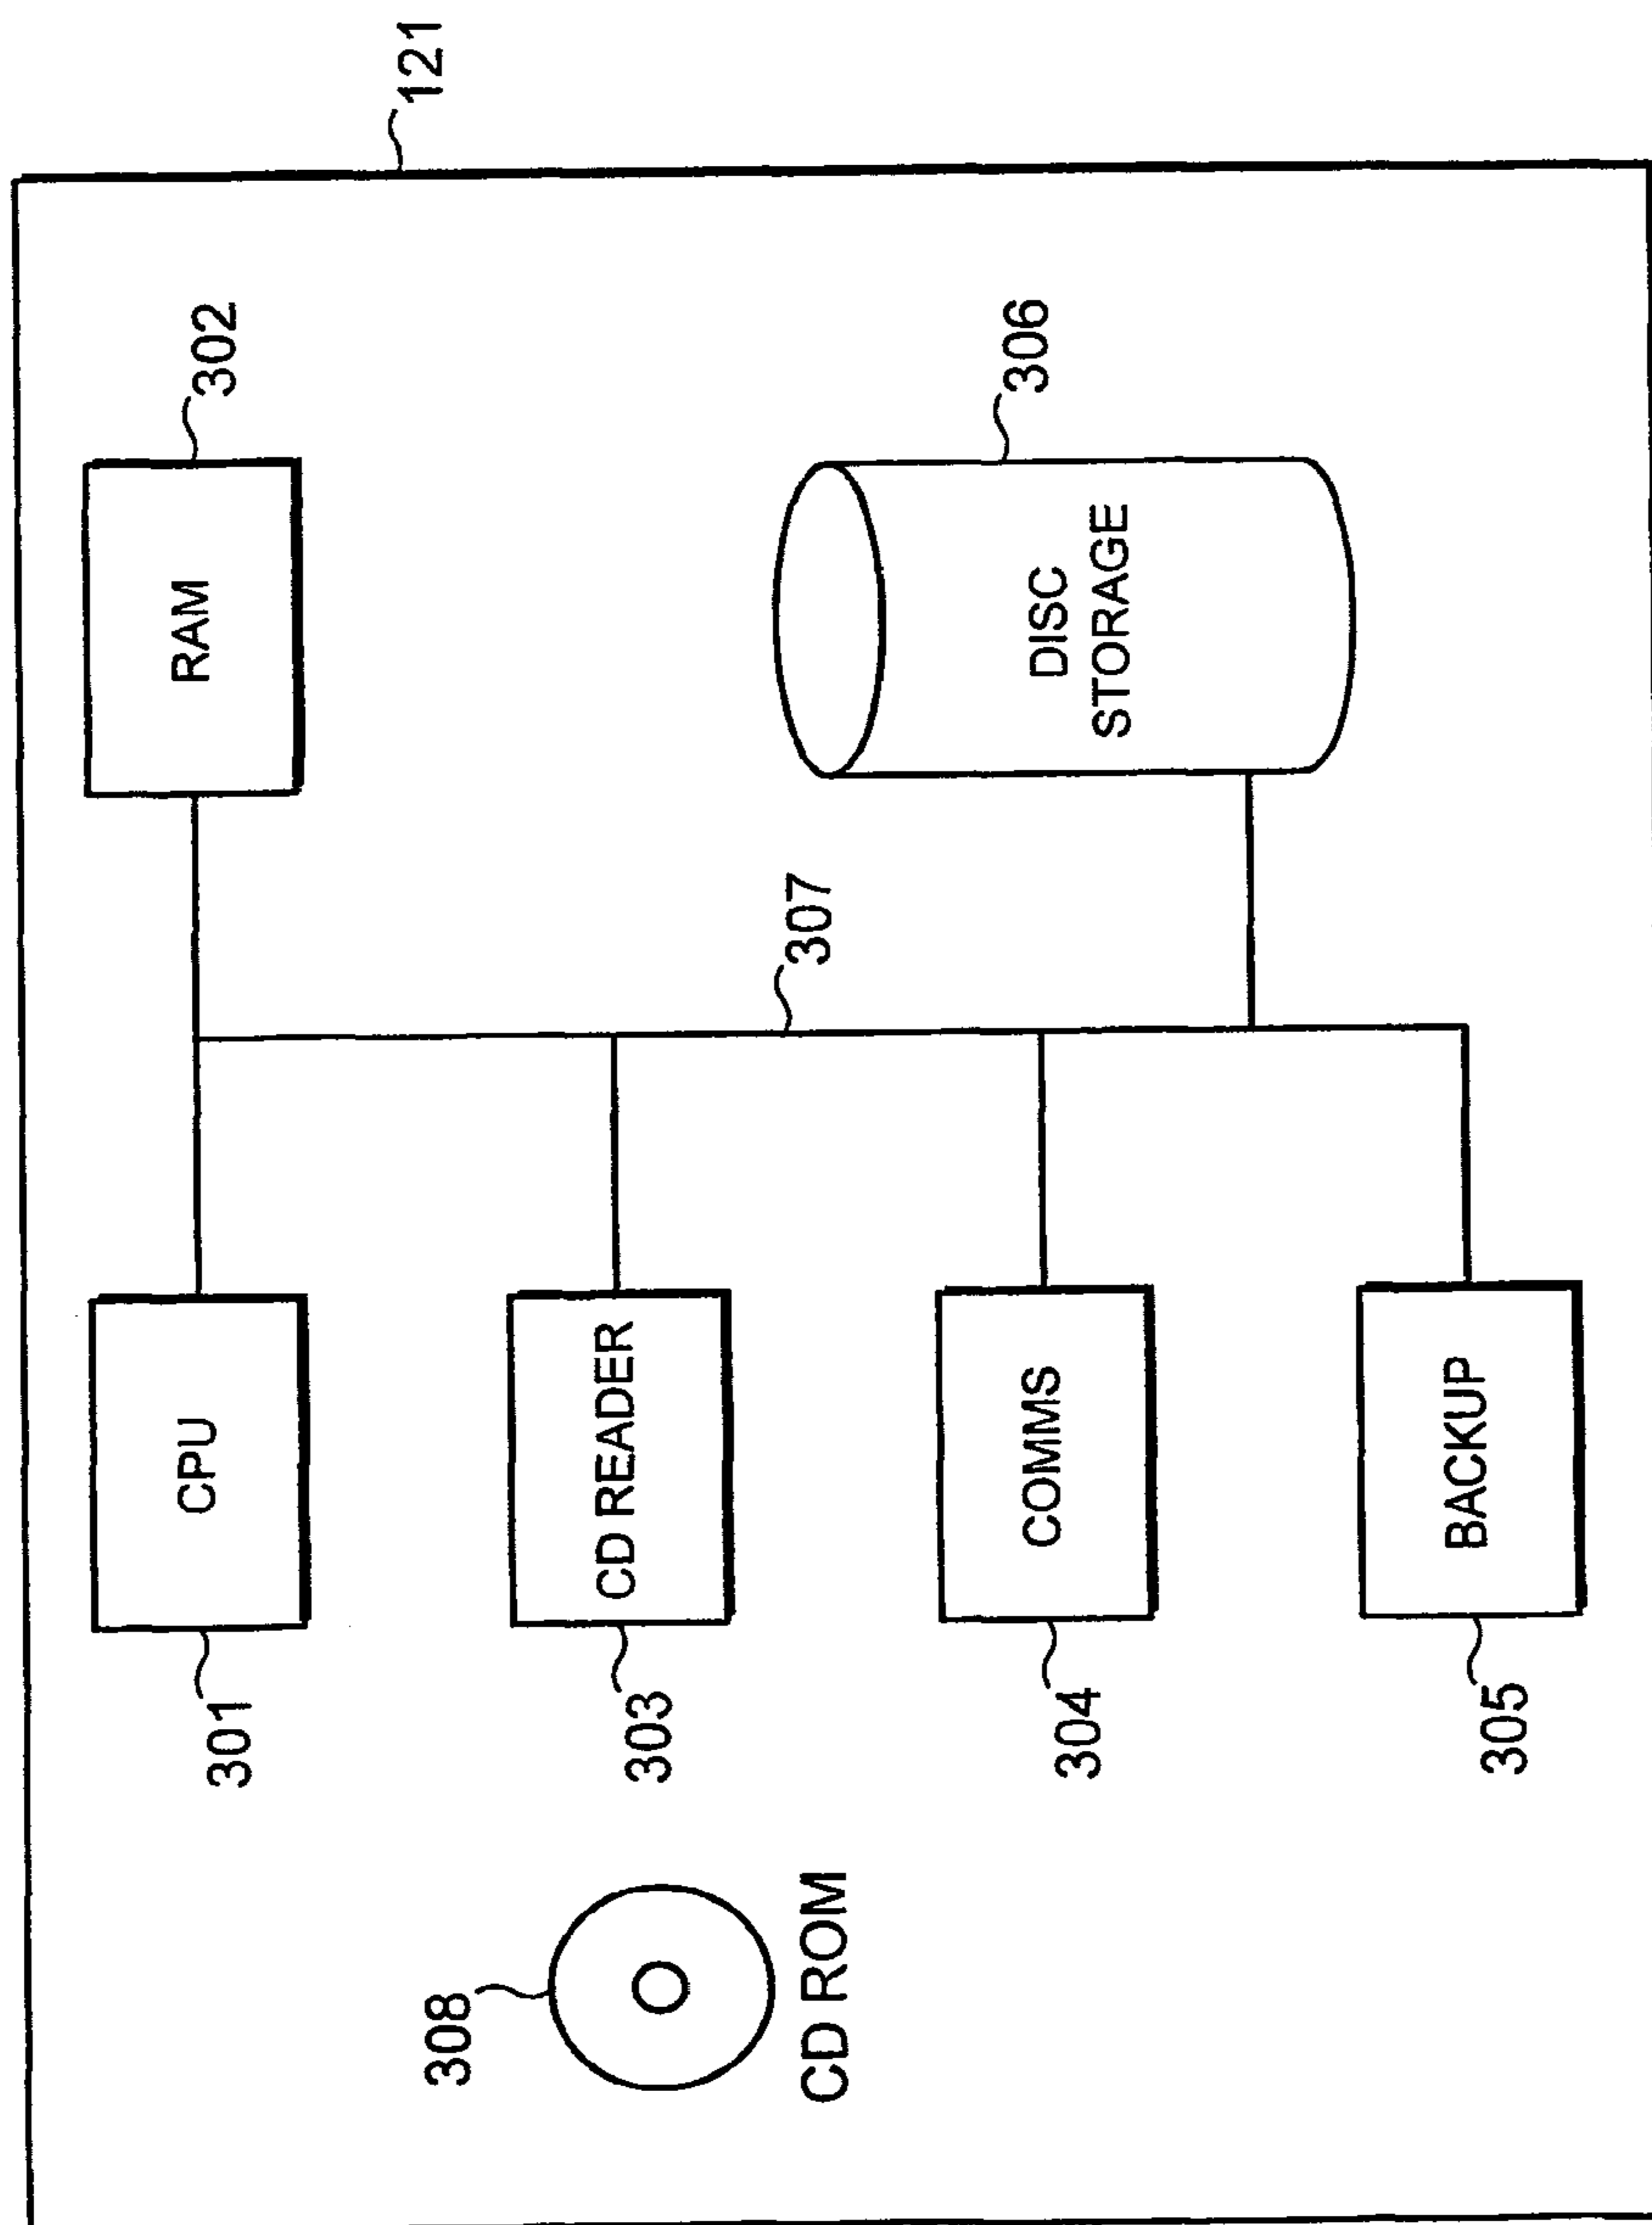 CPU
RAM
302
301
121
308
CD READER
303
307
CD ROM
306
COMMS
DISC
STORAGE
304
BACKUP
305